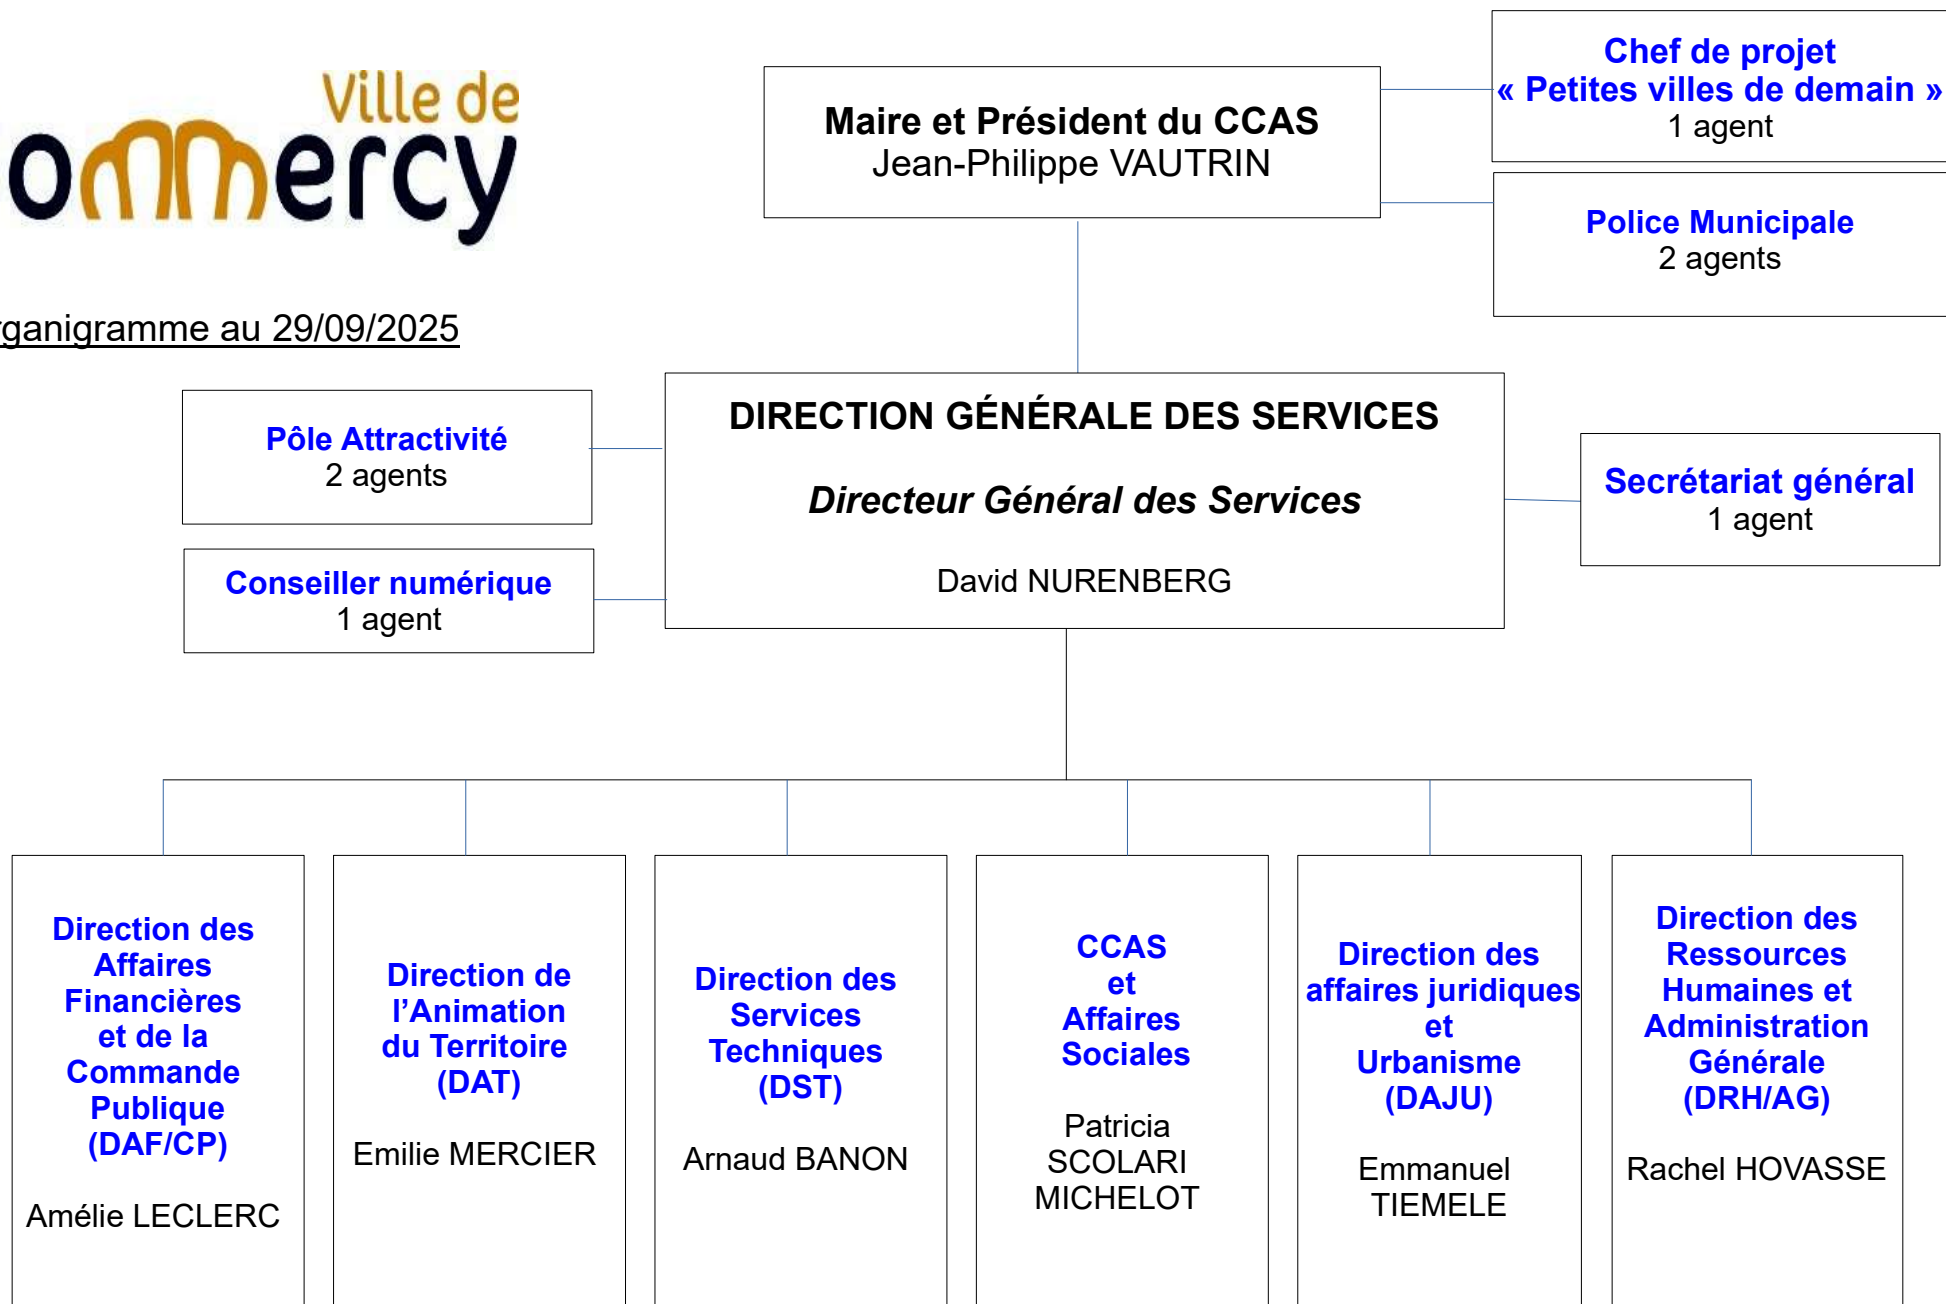 Ville de
ommercy
rganigramme au 29/09/2025
Maire et Président du CCAS
Jean-Philippe VAUTRIN
Chef de projet
« Petites villes de demain »
1 agent
Police Municipale
2 agents
Pôle Attractivité
2 agents
Conseiller numérique
1 agent
DIRECTION GÉNÉRALE DES SERVICES
Directeur Général des Services
David NURENBERG
Secrétariat général
1 agent
Direction des
Affaires
Financières
et de la
Commande
Publique
(DAF/CP)
Amélie LECLERC
Direction de
l’Animation
du Territoire
(DAT)
Emilie MERCIER
Direction des
Services
Techniques
(DST)
Arnaud BANON
CCAS
et
Affaires
Sociales
Patricia
SCOLARI
MICHELOT
Direction des
affaires juridiques
et
Urbanisme
(DAJU)
Emmanuel
TIEMELE
Direction des
Ressources
Humaines et
Administration
Générale
(DRH/AG)
Rachel HOVASSE